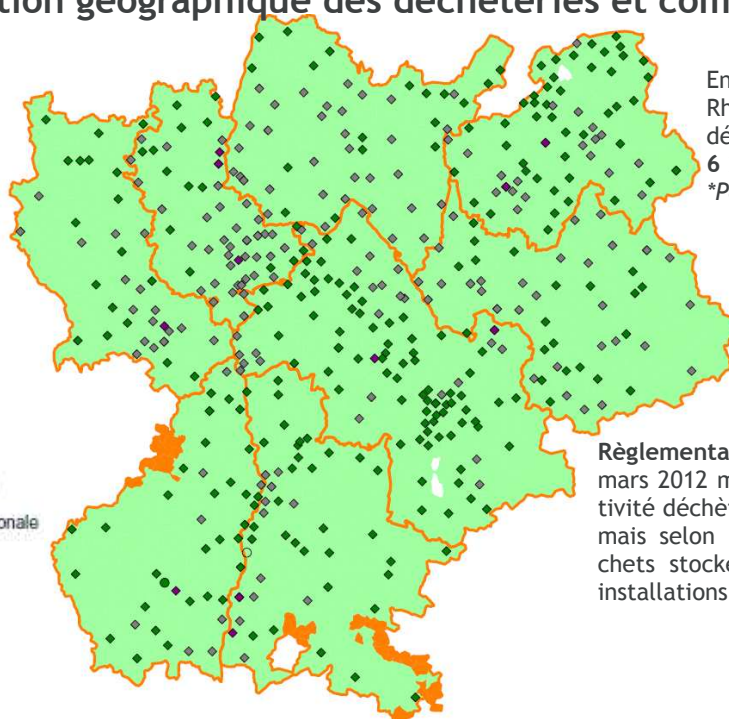 tion géographique des déchèteries et com
En
Rh
dé
6
*P
Règlementa
mars 2012 m
tivité déchèt
mais selon
chets stocké
installations
onale